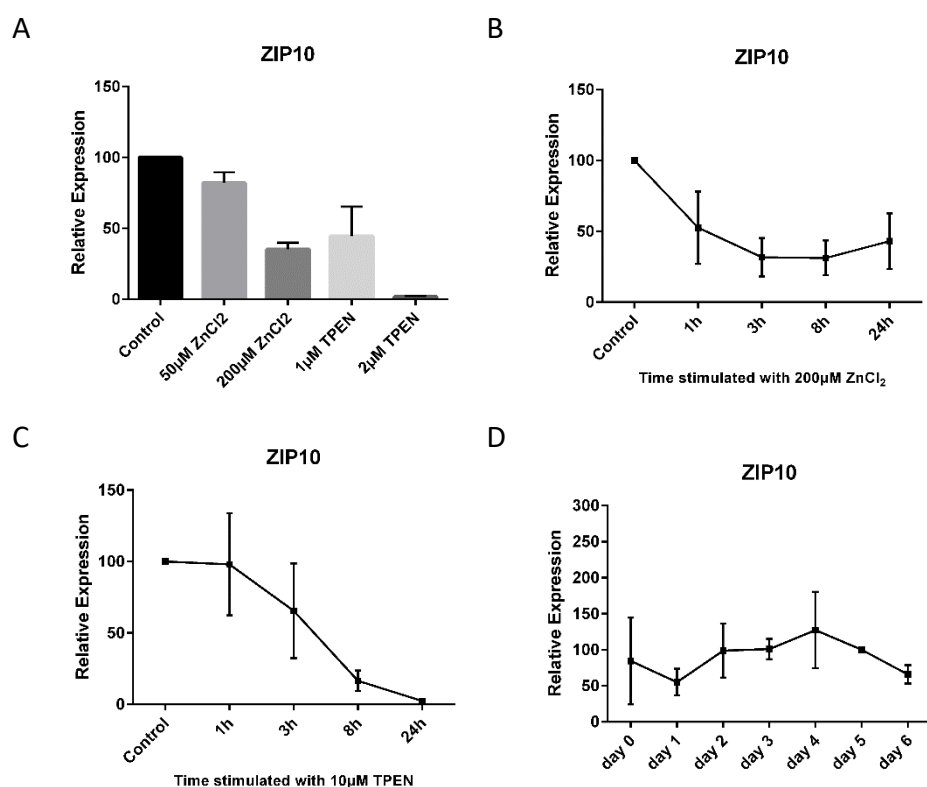 A
ZIP10
Relative Expression
150
100
50
0
Control
50µM ZnCl2
200µM ZnCl2
1µM TPEN
2µM TPEN
B
ZIP10
Relative Expression
150
100
50
0
Control
1h
3h
8h
24h
Time stimulated with 200µM ZnCl₂
C
ZIP10
Relative Expression
150
100
50
0
Control
1h
3h
8h
24h
Time stimulated with 10µM TPEN
D
ZIP10
Relative Expression
300
250
200
150
100
50
0
day 0
day 1
day 2
day 3
day 4
day 5
day 6